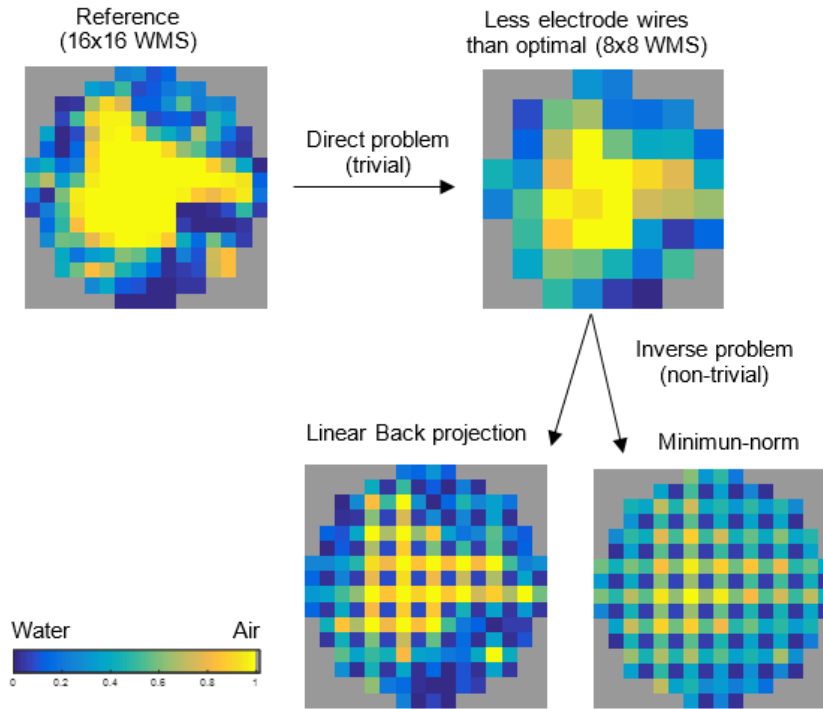 Reference
(16x16 WMS)
Less electrode wires
than optimal (8x8 WMS)
Direct problem
(trivial)
Inverse problem
(non-trivial)
Linear Back projection
Minimun-norm
Water
Air
0
0.2
0.4
0.6
0.8
1